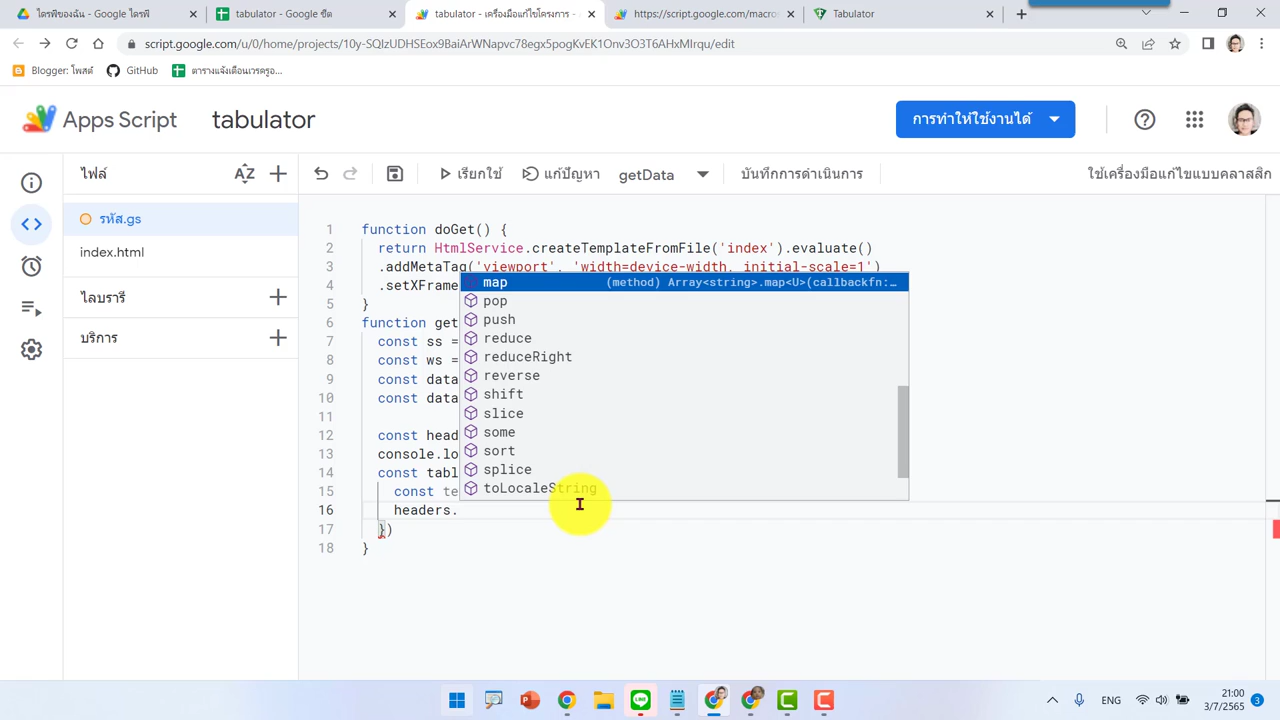 ไดรฟ์ของฉัน - Google ไดรฟ์
tabulator - Google ชีต
tabulator - เครื่องมือแก้ไขโครงการ -
https://script.google.com/macros
Tabulator
script.google.com/u/0/home/projects/10y-SQIzUDHSEox9BaiArWNapvc78egx5pogKvEK1Onv3O3T6AHxMIrqu/edit
Blogger: โพสต์
GitHub
ตารางแจ้งเตือนเวรครูอ...
Apps Script
tabulator
การทำให้ใช้งานได้
ไฟล์
AZ
เรียกใช้
แก้ปัญหา
getData
บันทึกการดำเนินการ
ใช้เครื่องมือแก้ไขแบบคลาสสิก
รหัส.gs
index.html
ไลบรารี
บริการ
1 function doGet() {
2 return HtmlService.createTemplateFromFile('index').evaluate()
3 .addMetaTag('viewport', 'width=device-width, initial-scale=1')
4 .setXFrame
5 }
6 function get
7 const ss =
8 const ws =
9 const data
10 const data
11
12 const head
13 console.lo
14 const tabl
15 const te
16 headers.
17 })
18 }
map (method) Array<string>.map<U>(callbackfn:…
pop
push
reduce
reduceRight
reverse
shift
slice
some
sort
splice
toLocaleString
ENG
21:00
3/7/2565
3